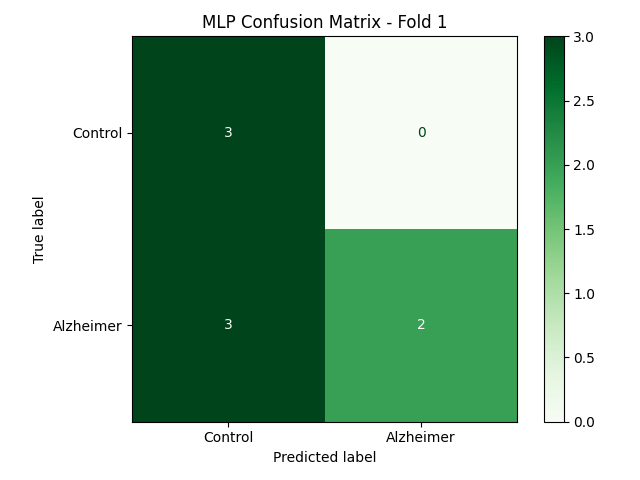 MLP Confusion Matrix - Fold 1
3.0
2.5
2.0
1.5
1.0
0.5
0.0
True label
Control
Alzheimer
3
0
3
2
Control
Alzheimer
Predicted label